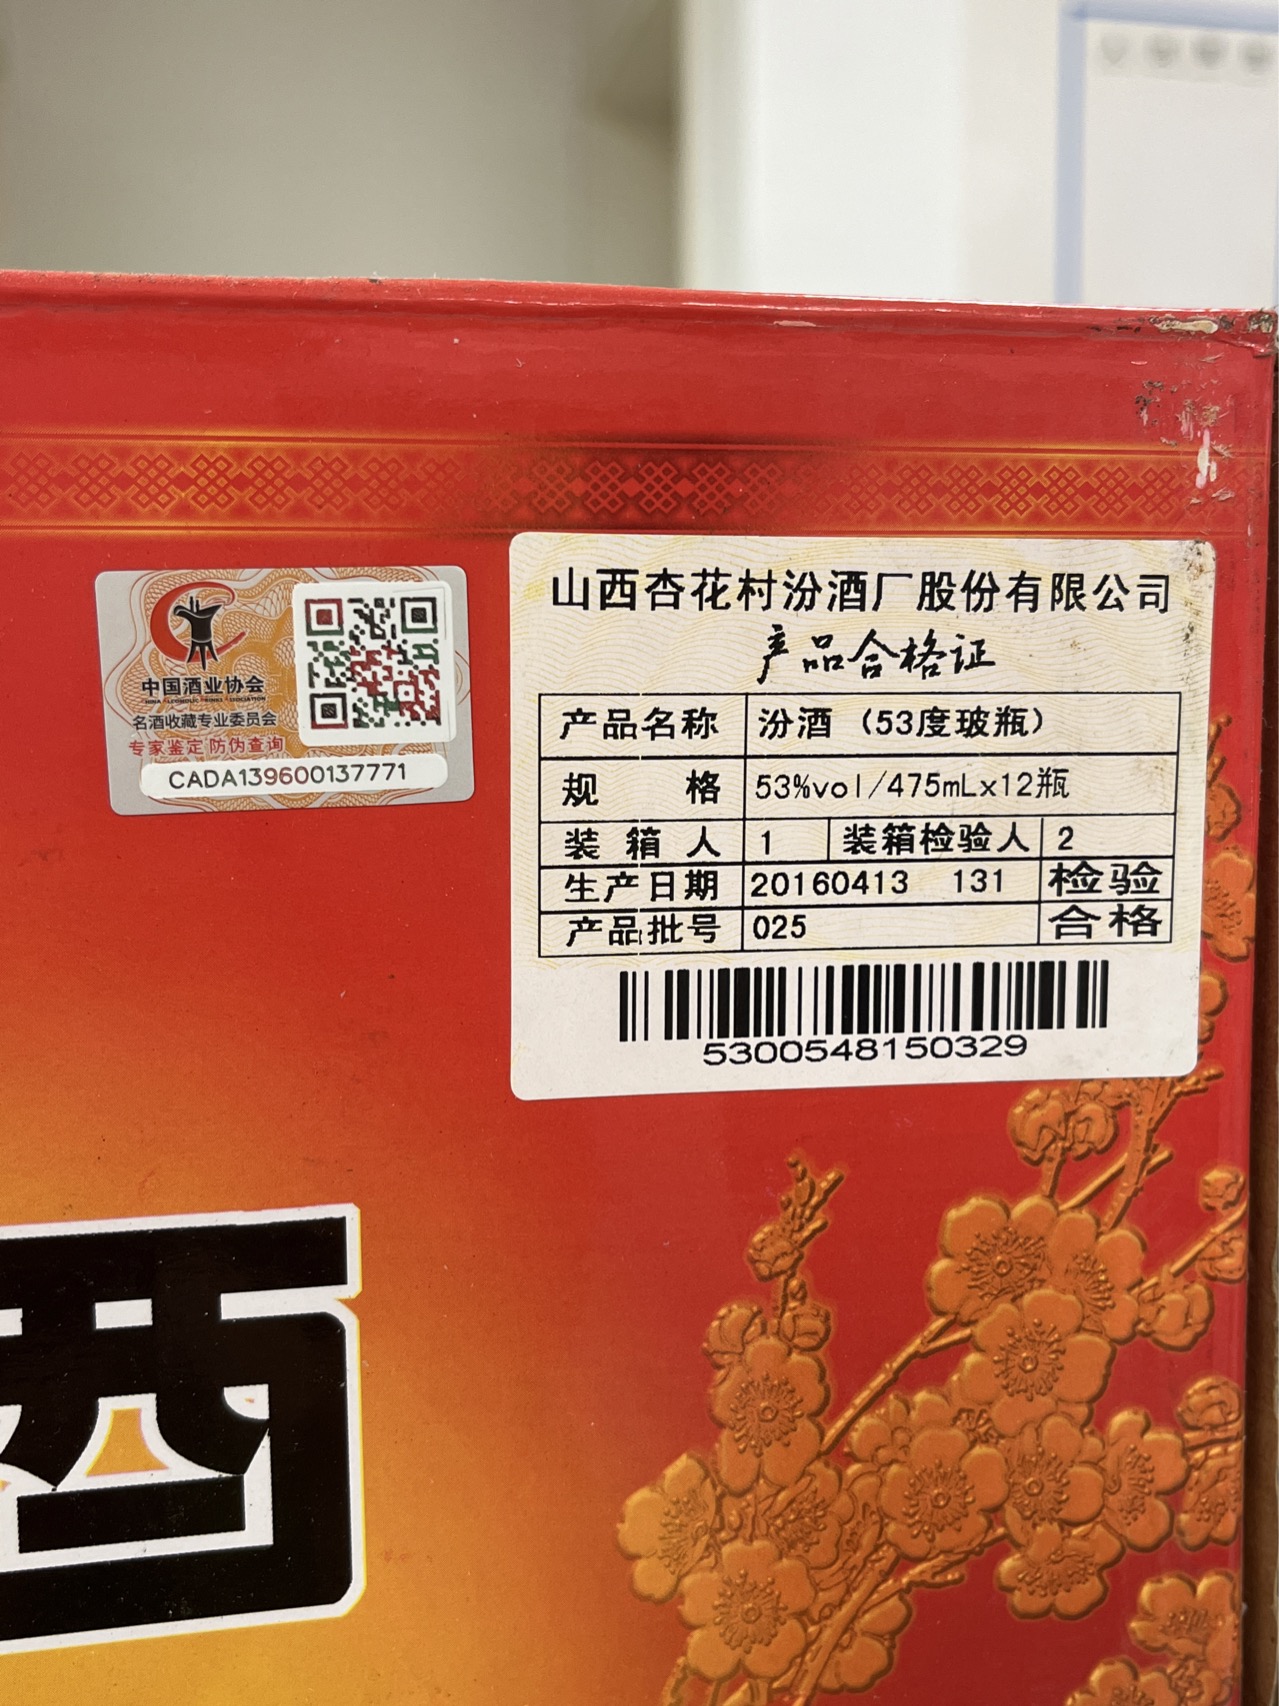 中国酒业协会
名酒收藏专业委员会
专家鉴定 防伪查询
CADA139600137771
山西杏花村汾酒厂股份有限公司
产品合格证
产品名称 汾酒（53度玻瓶）
规格 53%vol/475mLx12瓶
装箱人 1 装箱检验人 2
生产日期 20160413 131 检验
产品批号 025 合格
5300548150329